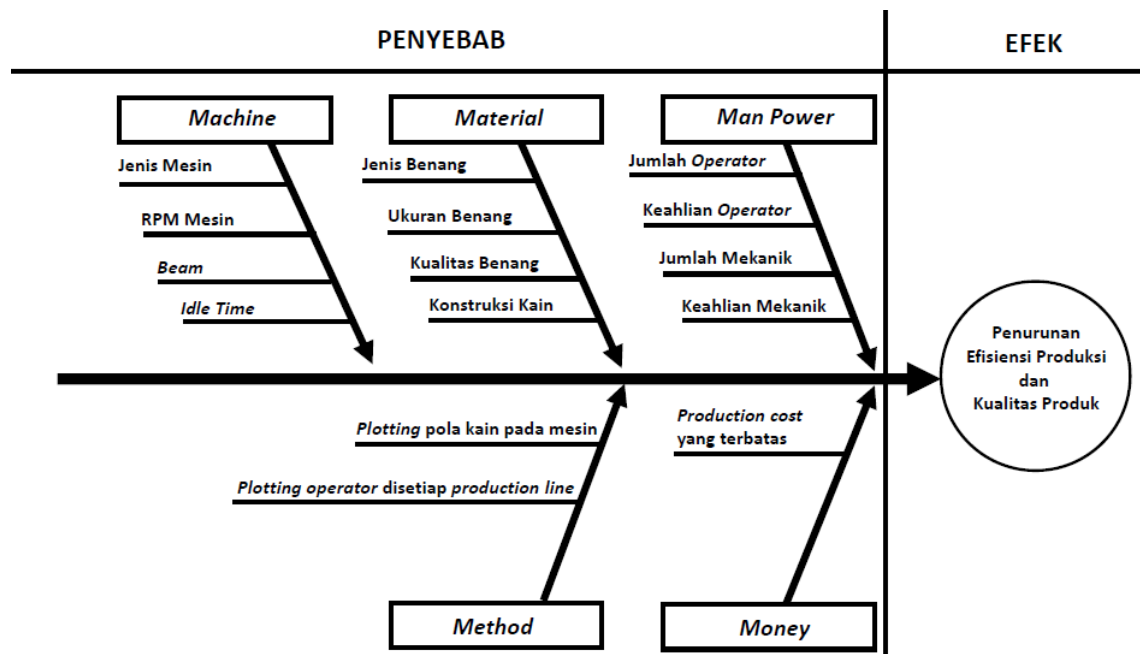 PENYEBAB
EFEK
Machine
Material
Man Power
Jenis Mesin
RPM Mesin
Beam
Idle Time
Jenis Benang
Ukuran Benang
Kualitas Benang
Konstruksi Kain
Jumlah Operator
Keahlian Operator
Jumlah Mekanik
Keahlian Mekanik
Penurunan
Efisiensi Produksi
dan
Kualitas Produk
Plotting pola kain pada mesin
Plotting operator disetiap production line
Production cost
yang terbatas
Method
Money